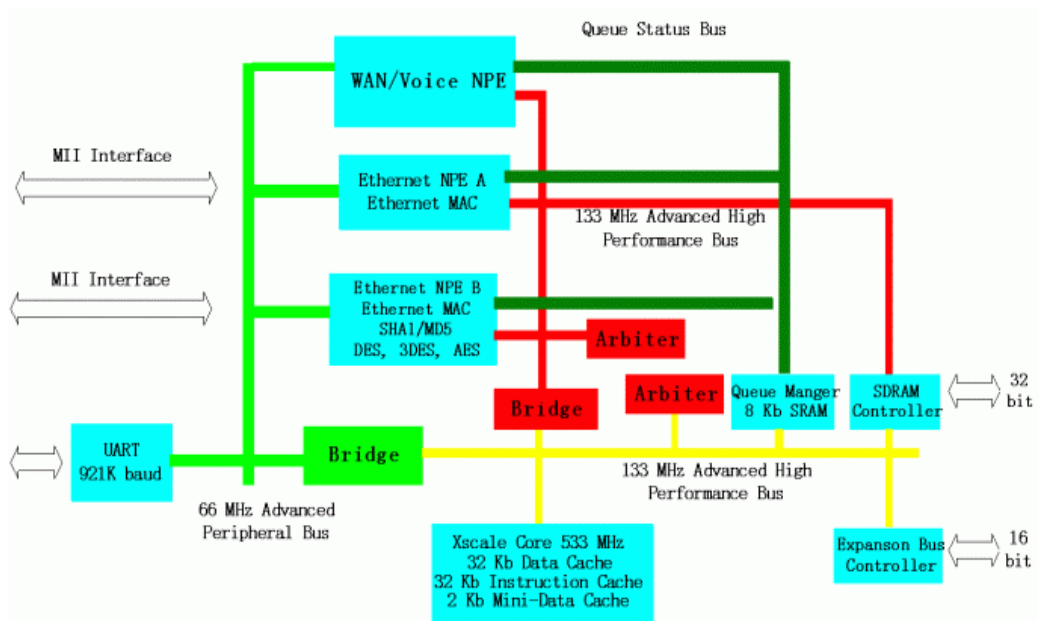 Queue Status Bus
WAN/Voice NPE
MII Interface
Ethernet NPE A
Ethernet MAC
133 MHz Advanced High
Performance Bus
MII Interface
Ethernet NPE B
Ethernet MAC
SHA1/MD5
DES, 3DES, AES
Arbiter
Bridge
Arbiter
Queue Manger
8 Kb SRAM
SDRAM
Controller
32
bit
UART
921K baud
Bridge
133 MHz Advanced High
Performance Bus
66 MHz Advanced
Peripheral Bus
Xscale Core 533 MHz
32 Kb Data Cache
32 Kb Instruction Cache
2 Kb Mini-Data Cache
Expanson Bus
Controller
16
bit